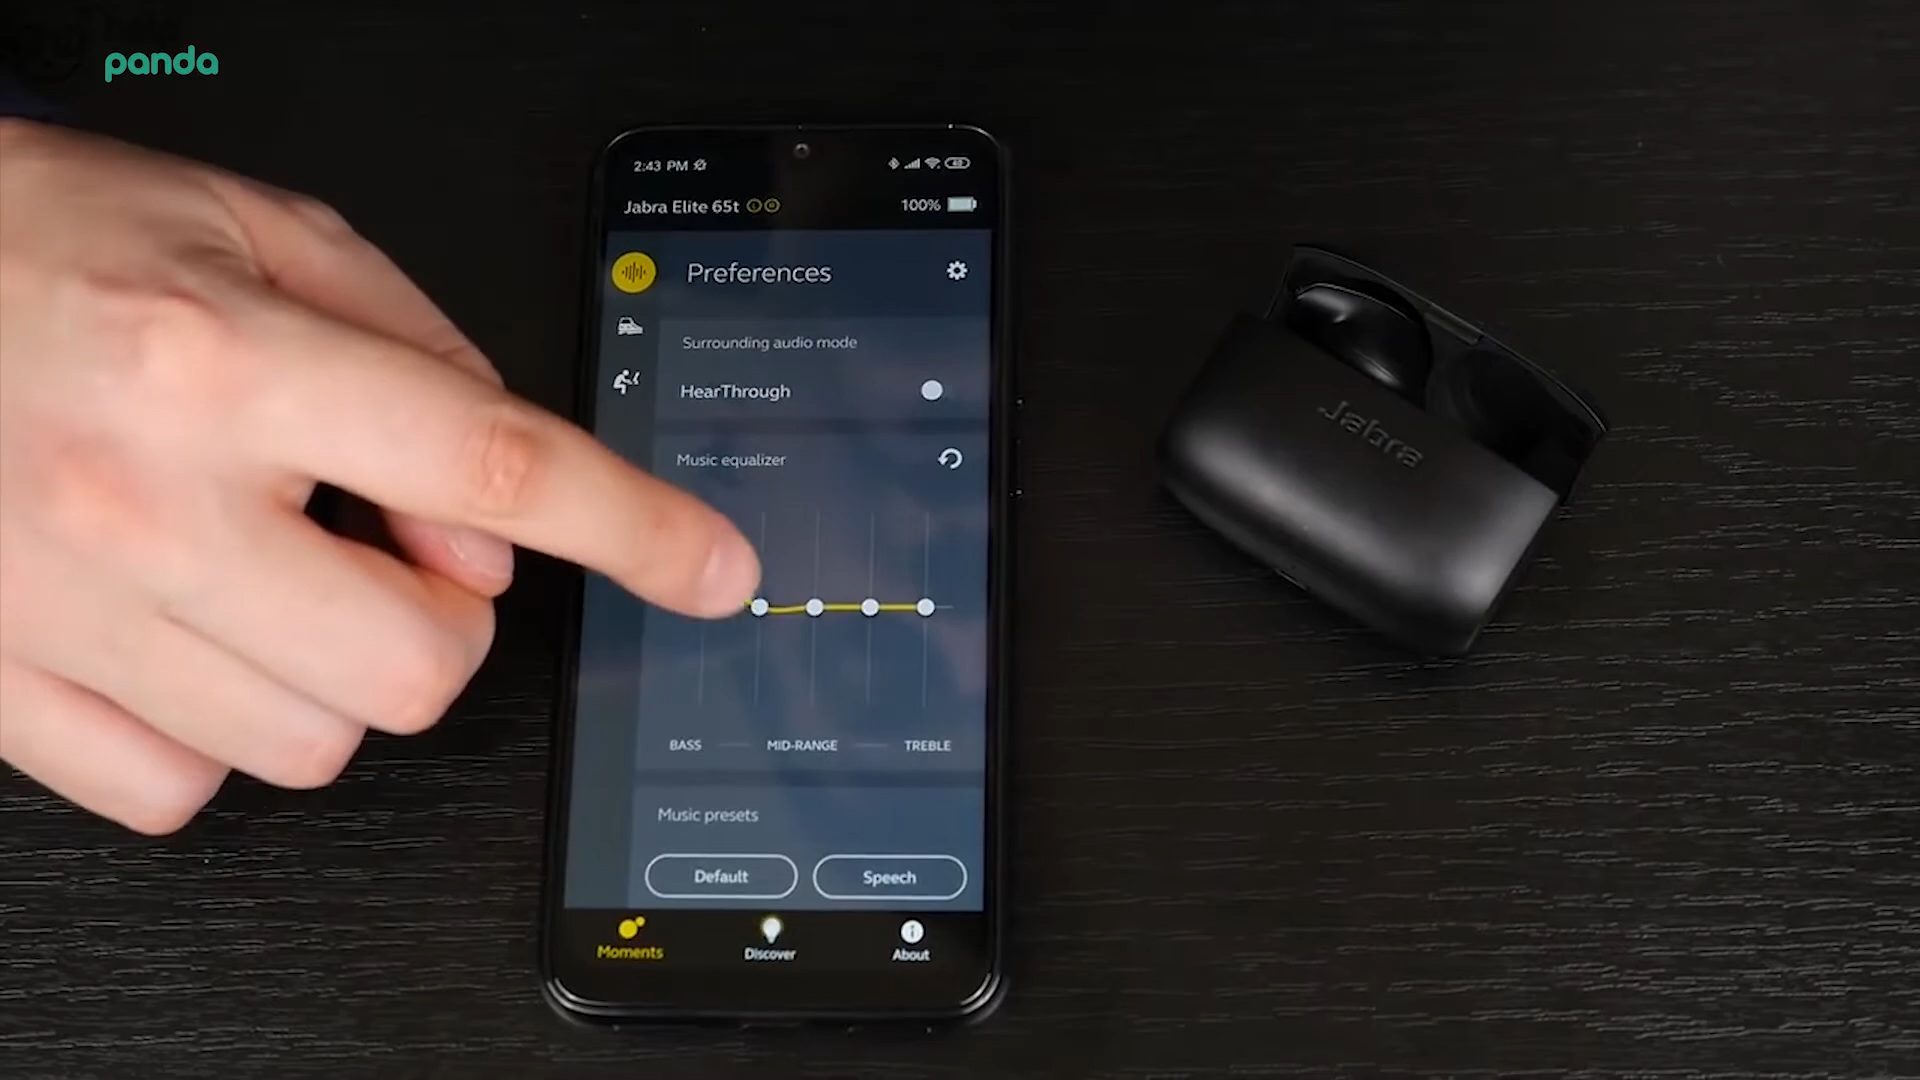 panda
2:43 PM
40
Jabra Elite 65t
100%
Preferences
Surrounding audio mode
HearThrough
Music equalizer
BASS
MID-RANGE
TREBLE
Music presets
Default
Speech
Moments
Discover
About
Jabra